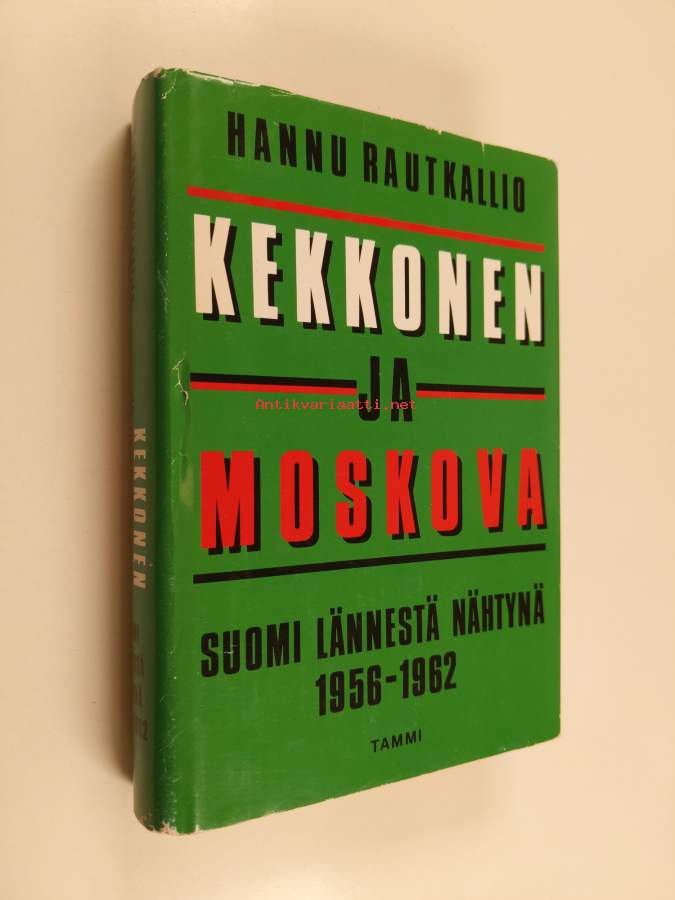 HANNU RAUTKALLIO
KEKKONEN
JA
Antikvariaatti.net
MOSKOVA
SUOMI LÄNNESTÄ NÄHTYNÄ
1956-1962
TAMMI
KEKKONEN